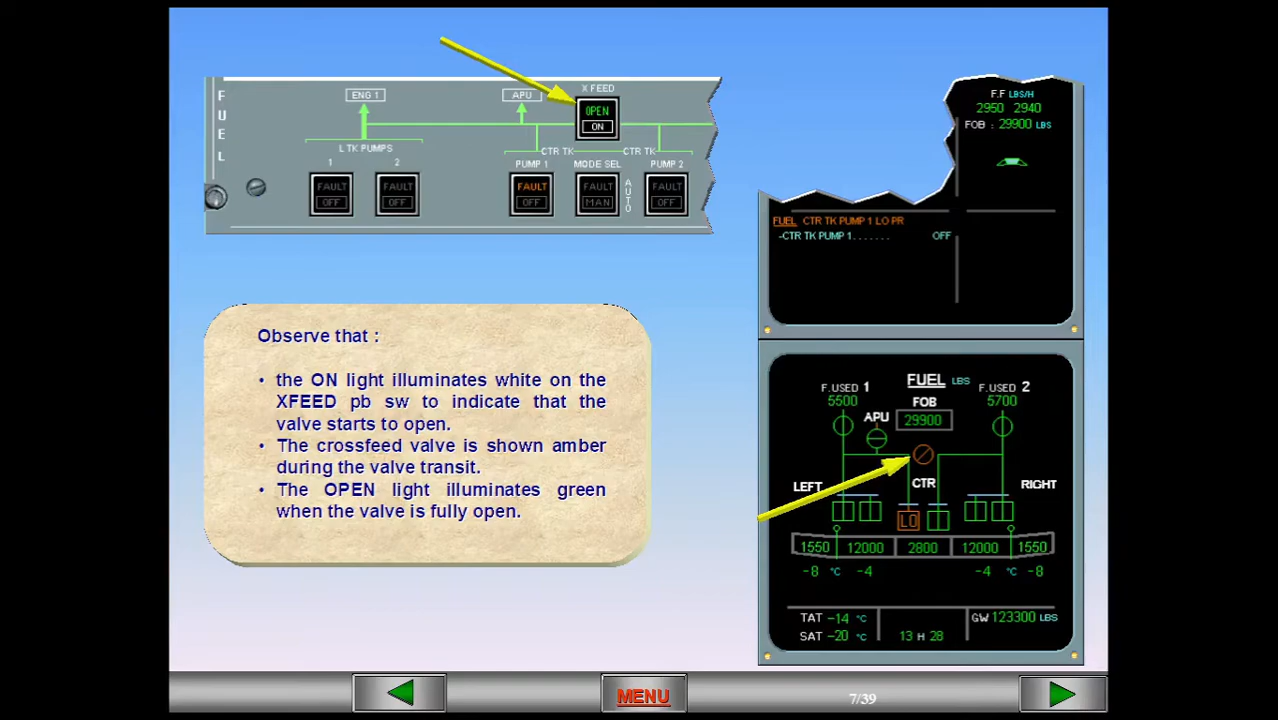 FUEL
ENG 1
APU
X FEED
OPEN
ON
L TK PUMPS
1
2
CTR TK
CTR TK
PUMP 1
MODE SEL
PUMP 2
FAULT
OFF
FAULT
OFF
FAULT
OFF
FAULT
MAN
AUTO
FAULT
OFF
F.F LBS/H
2950 2940
FOB : 29900 LBS
FUEL CTR TK PUMP 1 LO PR
-CTR TK PUMP 1.......OFF
Observe that :
• the ON light illuminates white on the
XFEED pb sw to indicate that the
valve starts to open.
• The crossfeed valve is shown amber
during the valve transit.
• The OPEN light illuminates green
when the valve is fully open.
F.USED 1
FUEL LBS
F.USED 2
5500
FOB
5700
APU
29900
LEFT
CTR
RIGHT
LO
1550 12000 2800 12000 1550
-8 °C -4
-4 °C -8
TAT -14 °C
GW 123300 LBS
SAT -20 °C
13 H 28
MENU
7/39